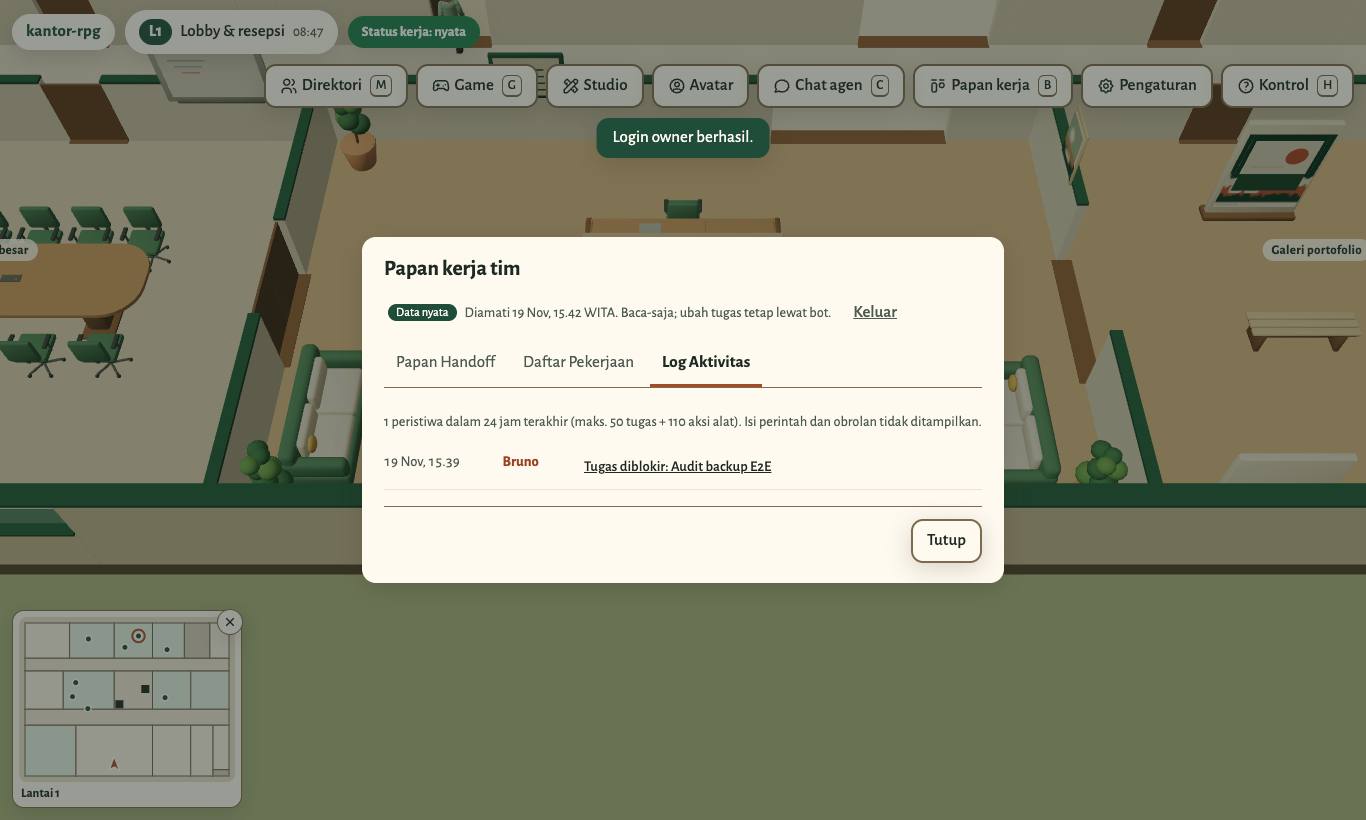 kantor-rpg
L1 Lobby & resepsi 08:47
Status kerja: nyata
Direktori M
Game G
Studio
Avatar
Chat agen C
Papan kerja B
Pengaturan
Kontrol H
Login owner berhasil.
besar
Galeri portofolio
Papan kerja tim
Data nyata Diamati 19 Nov, 15.42 WITA. Baca-saja; ubah tugas tetap lewat bot. Keluar
Papan Handoff Daftar Pekerjaan Log Aktivitas
1 peristiwa dalam 24 jam terakhir (maks. 50 tugas + 110 aksi alat). Isi perintah dan obrolan tidak ditampilkan.
19 Nov, 15.39 Bruno Tugas diblokir: Audit backup E2E
Tutup
Lantai 1